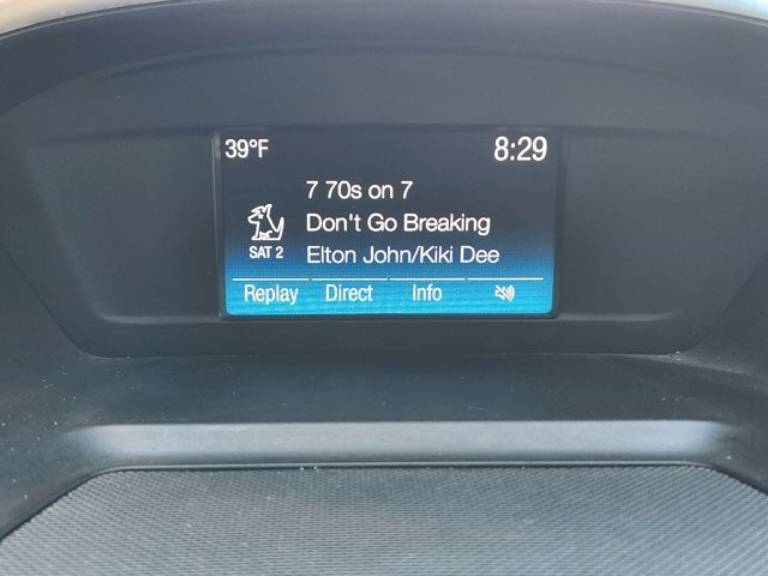 39°F 8:29
7 70s on 7
Don't Go Breaking
SAT 2 Elton John/Kiki Dee
Replay Direct Info